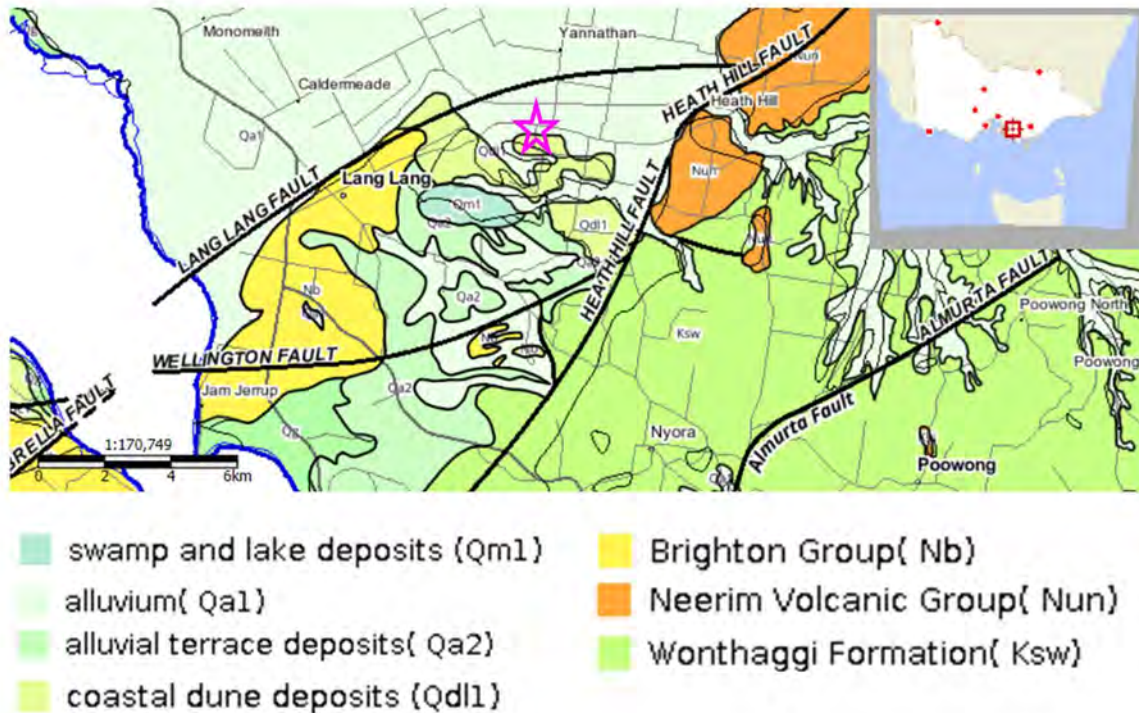 Monomeith
Yannathan
Caldermeade
HEATH HILL FAULT
Nun
Heath Hill
Qa1
Qdl1
Lang Lang
Nun
Qm1
Qa2
LANG LANG FAULT
HEATH HILL FAULT
Qdl1
Nb
Qa2
Ksw
ALMURTA FAULT
Poowong North
WELLINGTON FAULT
Poowong
Jam Jerrup
Qa2
Qg
Nyora
Almurta Fault
Poowong
1:170,749
0 2 4 6km
swamp and lake deposits (Qm1)
alluvium( Qa1)
alluvial terrace deposits( Qa2)
coastal dune deposits (Qdl1)
Brighton Group( Nb)
Neerim Volcanic Group( Nun)
Wonthaggi Formation( Ksw)